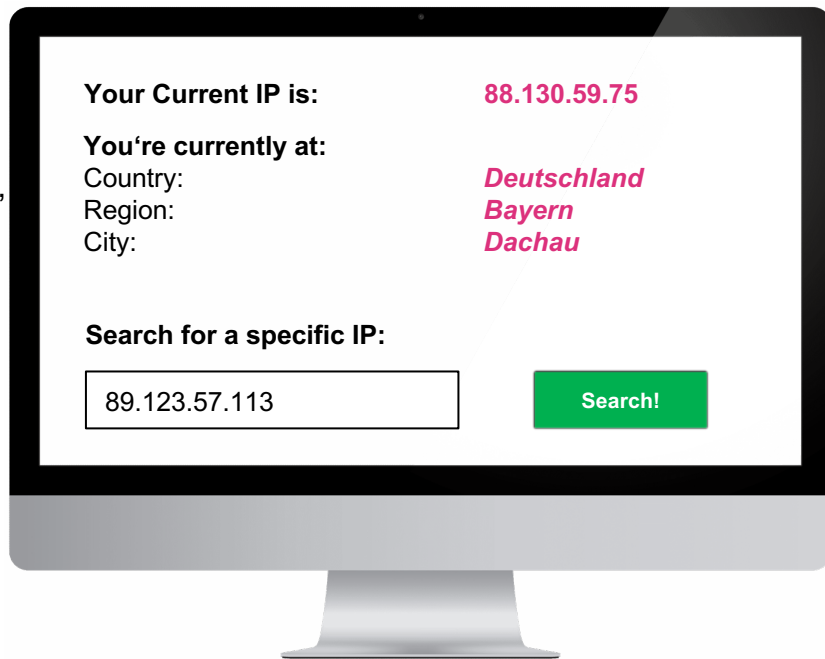 Your Current IP is: 88.130.59.75
You‘re currently at:
Country: Deutschland
,
Region: Bayern
City: Dachau
Search for a specific IP:
89.123.57.113 Search!